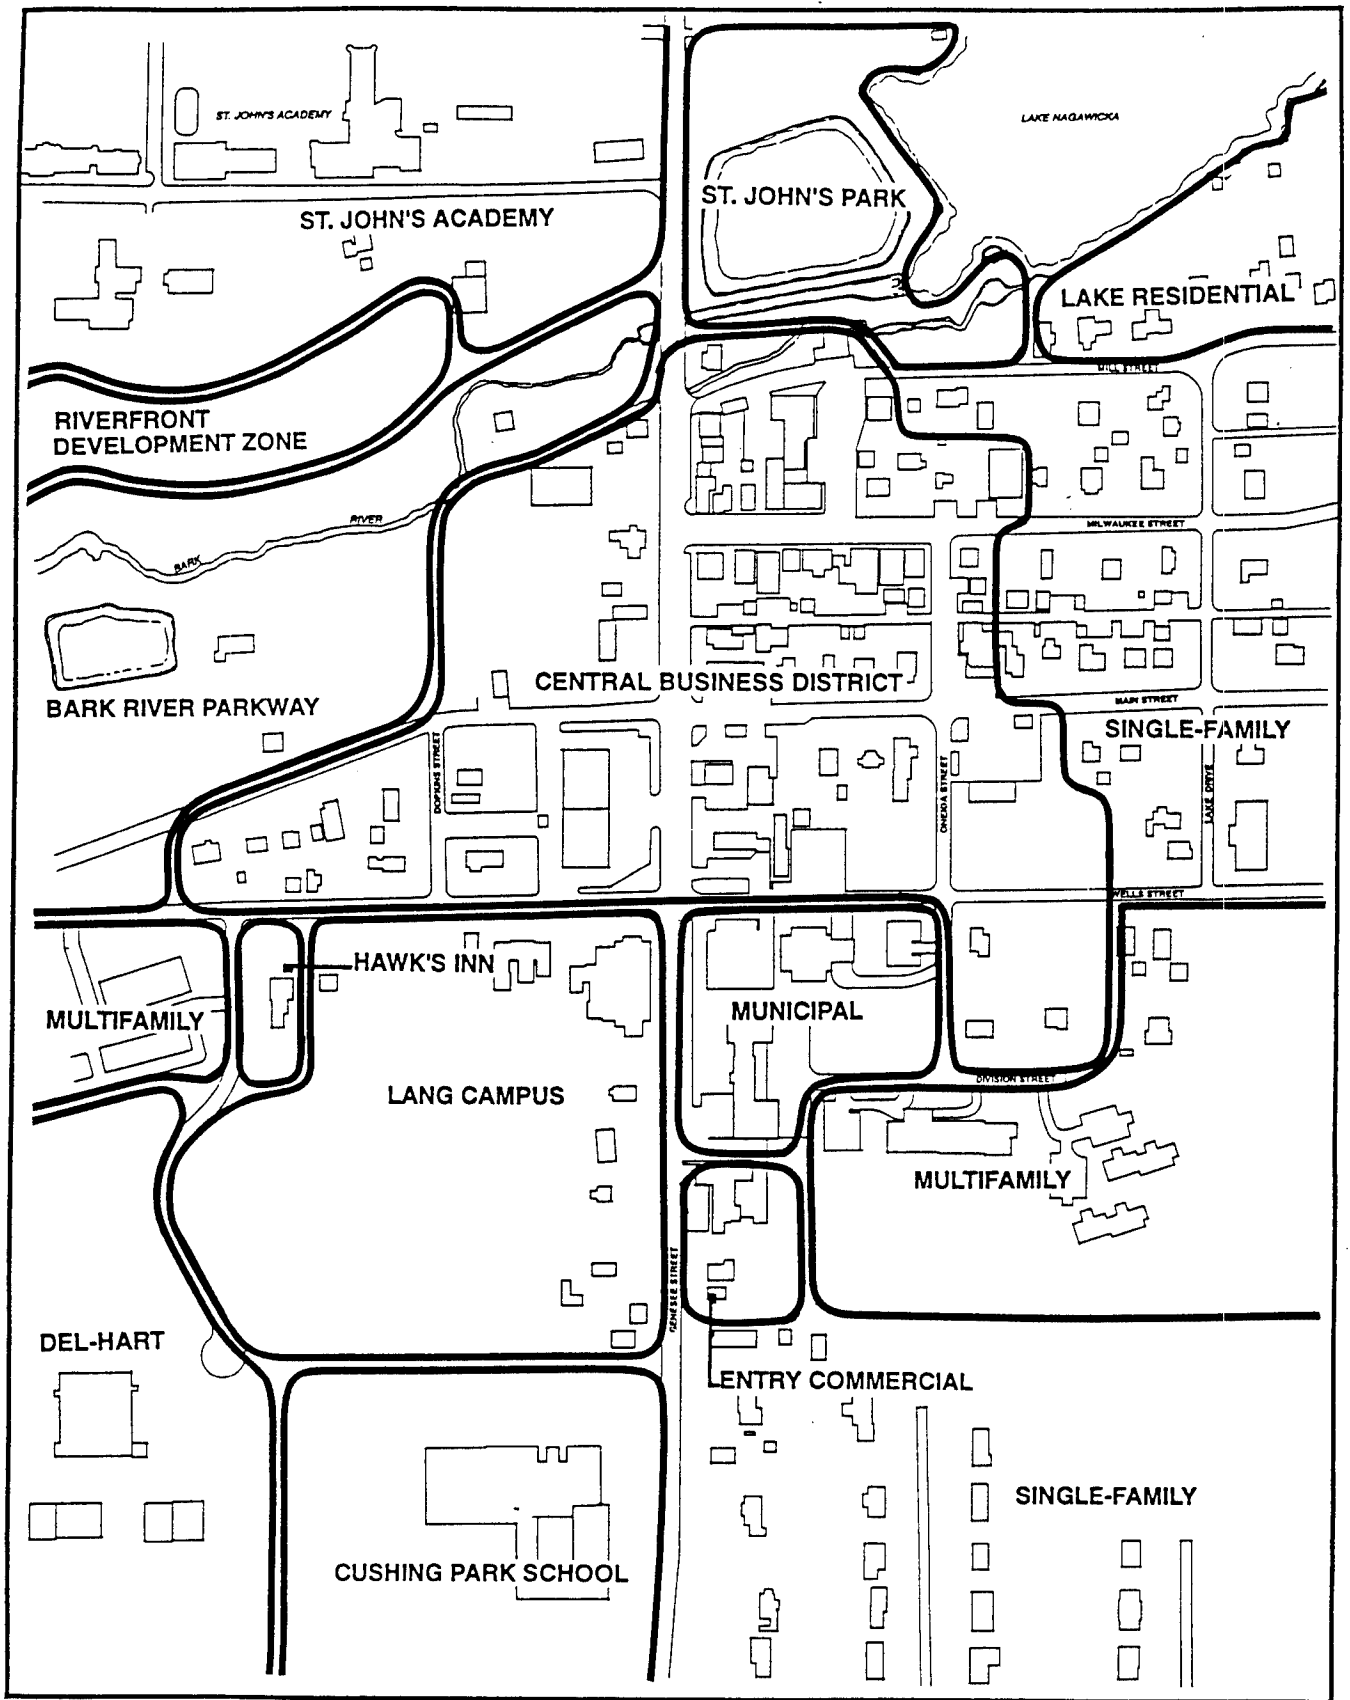 ST. JOHN'S ACADEMY
LAKE NAGAWICKA
ST. JOHN'S PARK
ST. JOHN'S ACADEMY
LAKE RESIDENTIAL
MILL STREET
RIVERFRONT
DEVELOPMENT ZONE
RIVER
BARK
MILWAUKEE STREET
CENTRAL BUSINESS DISTRICT
BARK RIVER PARKWAY
MAIN STREET
SINGLE-FAMILY
DOPKINS STREET
ONEIDA STREET
LAKE DRIVE
WELLS STREET
HAWK'S INN
MULTIFAMILY
MUNICIPAL
LANG CAMPUS
DIVISION STREET
MULTIFAMILY
GENESEE STREET
DEL-HART
ENTRY COMMERCIAL
SINGLE-FAMILY
CUSHING PARK SCHOOL